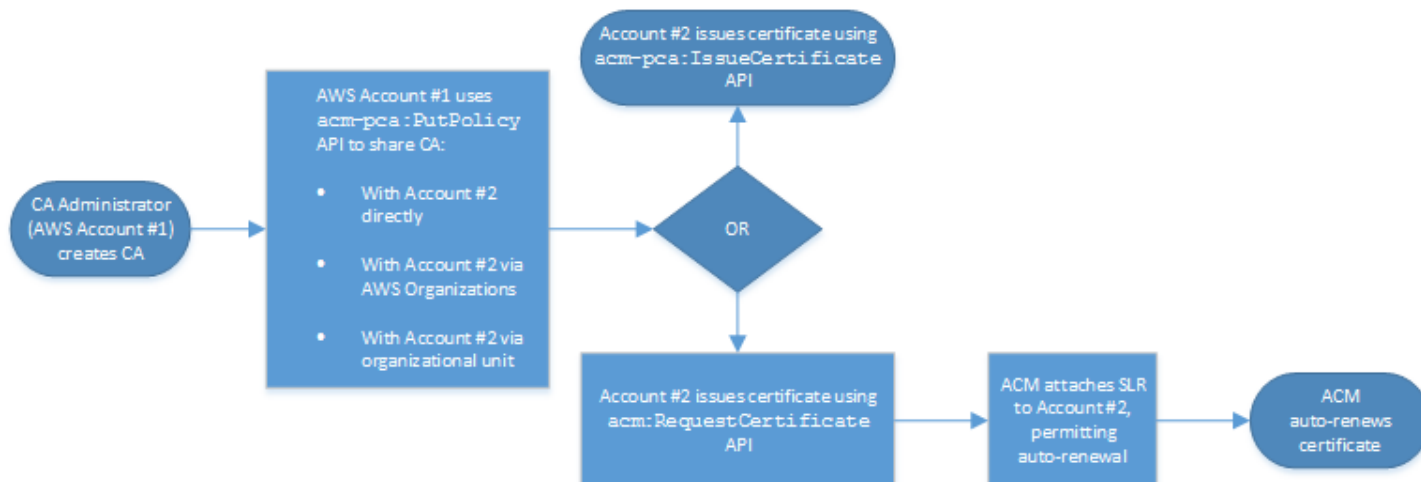 CA Administrator
(AWS Account #1)
creates CA
AWS Account #1 uses
acm-pca:PutPolicy
API to share CA:
• With Account #2
directly
• With Account #2 via
AWS Organizations
• With Account #2 via
organizational unit
OR
Account #2 issues certificate using
acm-pca:IssueCertificate
API
Account #2 issues certificate using
acm:RequestCertificate
API
ACM attaches SLR
to Account #2,
permitting
auto-renewal
ACM
auto-renews
certificate